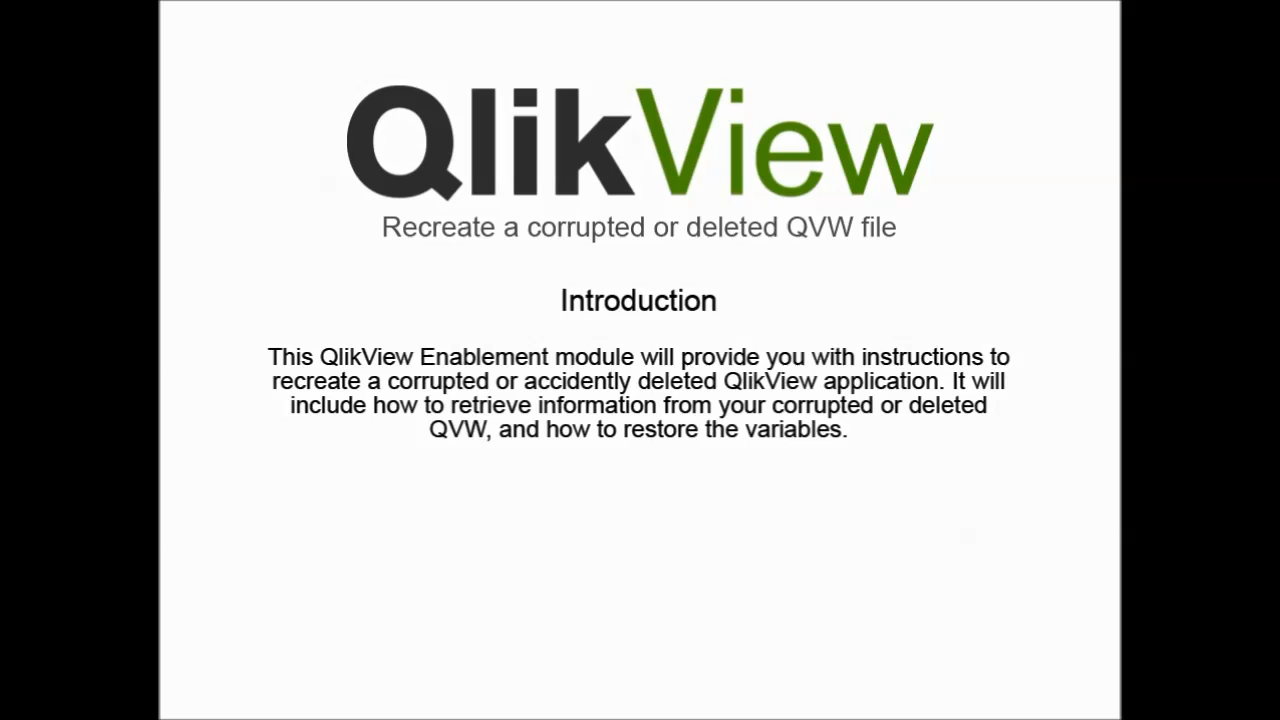 QlikView
Recreate a corrupted or deleted QVW file
Introduction
This QlikView Enablement module will provide you with instructions to
recreate a corrupted or accidently deleted QlikView application. It will
include how to retrieve information from your corrupted or deleted
QVW, and how to restore the variables.